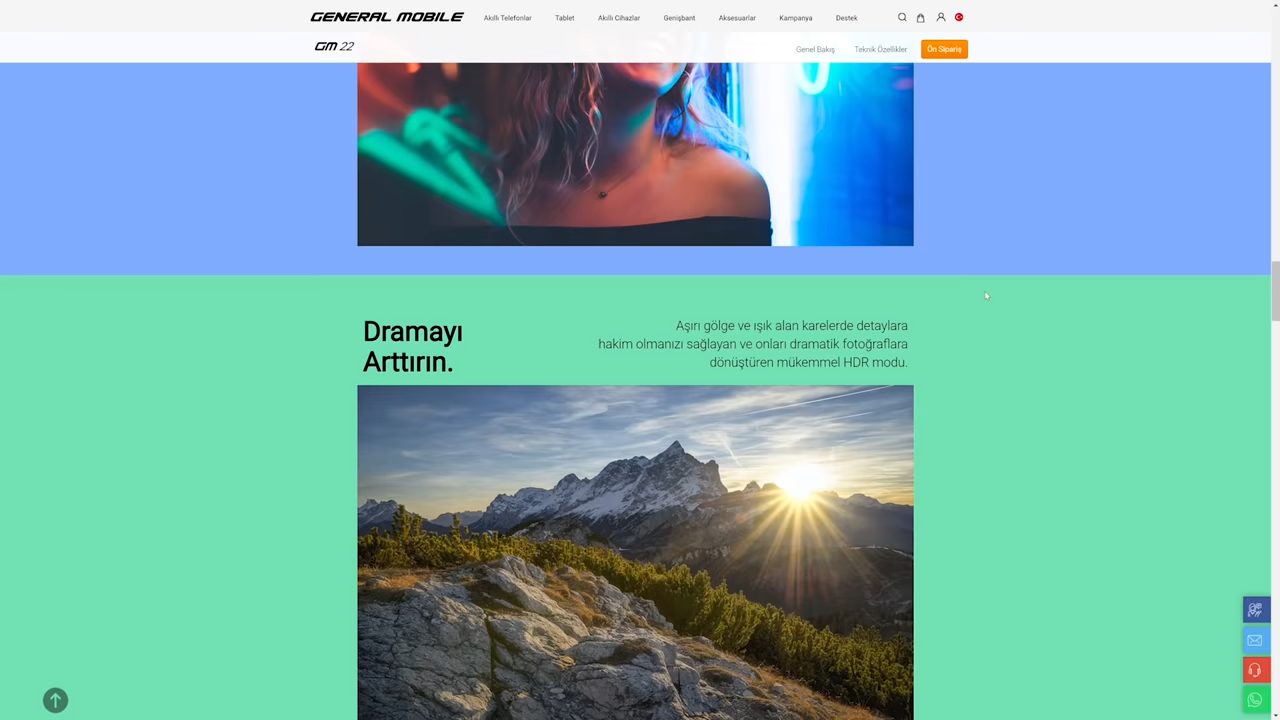 GENERAL MOBILE
Akıllı Telefonlar
Tablet
Akıllı Cihazlar
Genişbant
Aksesuarlar
Kampanya
Destek
GM 22
Genel Bakış
Teknik Özellikler
Ön Sipariş
Dramayı
Arttırın.
Aşırı gölge ve ışık alan karelerde detaylara
hakim olmanızı sağlayan ve onları dramatik fotoğraflara
dönüştüren mükemmel HDR modu.